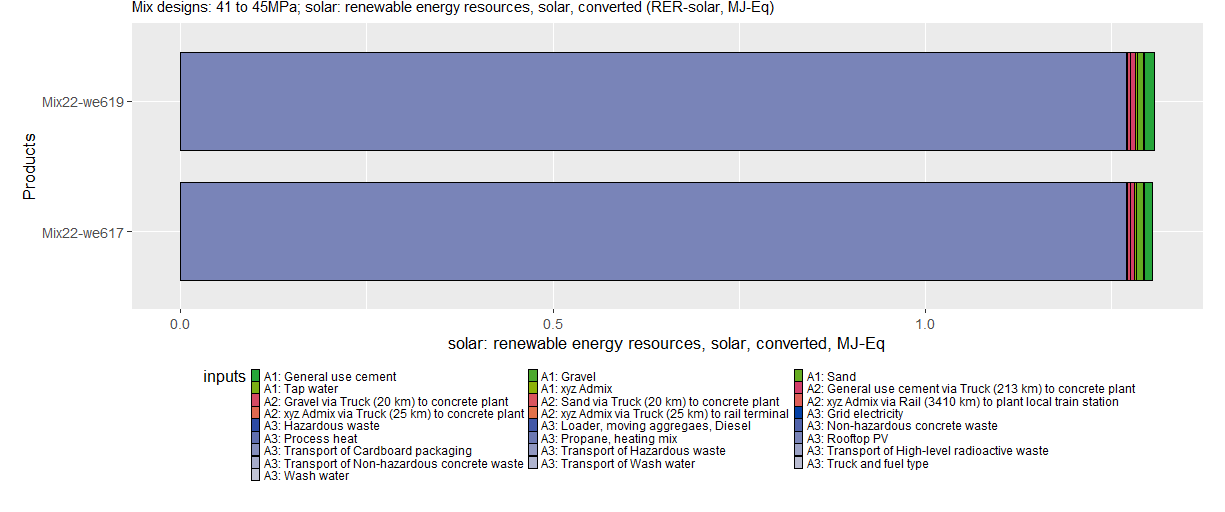 Mix designs: 41 to 45MPa; solar: renewable energy resources, solar, converted (RER-solar, MJ-Eq)
Products
Mix22-we619
Mix22-we617
0.0 0.5 1.0
solar: renewable energy resources, solar, converted, MJ-Eq
inputs
A1: General use cement A1: Gravel A1: Sand
A1: Tap water A1: xyz Admix A2: General use cement via Truck (213 km) to concrete plant
A2: Gravel via Truck (20 km) to concrete plant A2: Sand via Truck (20 km) to concrete plant A2: xyz Admix via Rail (3410 km) to plant local train station
A2: xyz Admix via Truck (25 km) to concrete plant A2: xyz Admix via Truck (25 km) to rail terminal A3: Grid electricity
A3: Hazardous waste A3: Loader, moving aggregaes, Diesel A3: Non-hazardous concrete waste
A3: Process heat A3: Propane, heating mix A3: Rooftop PV
A3: Transport of Cardboard packaging A3: Transport of Hazardous waste A3: Transport of High-level radioactive waste
A3: Transport of Non-hazardous concrete waste A3: Transport of Wash water A3: Truck and fuel type
A3: Wash water